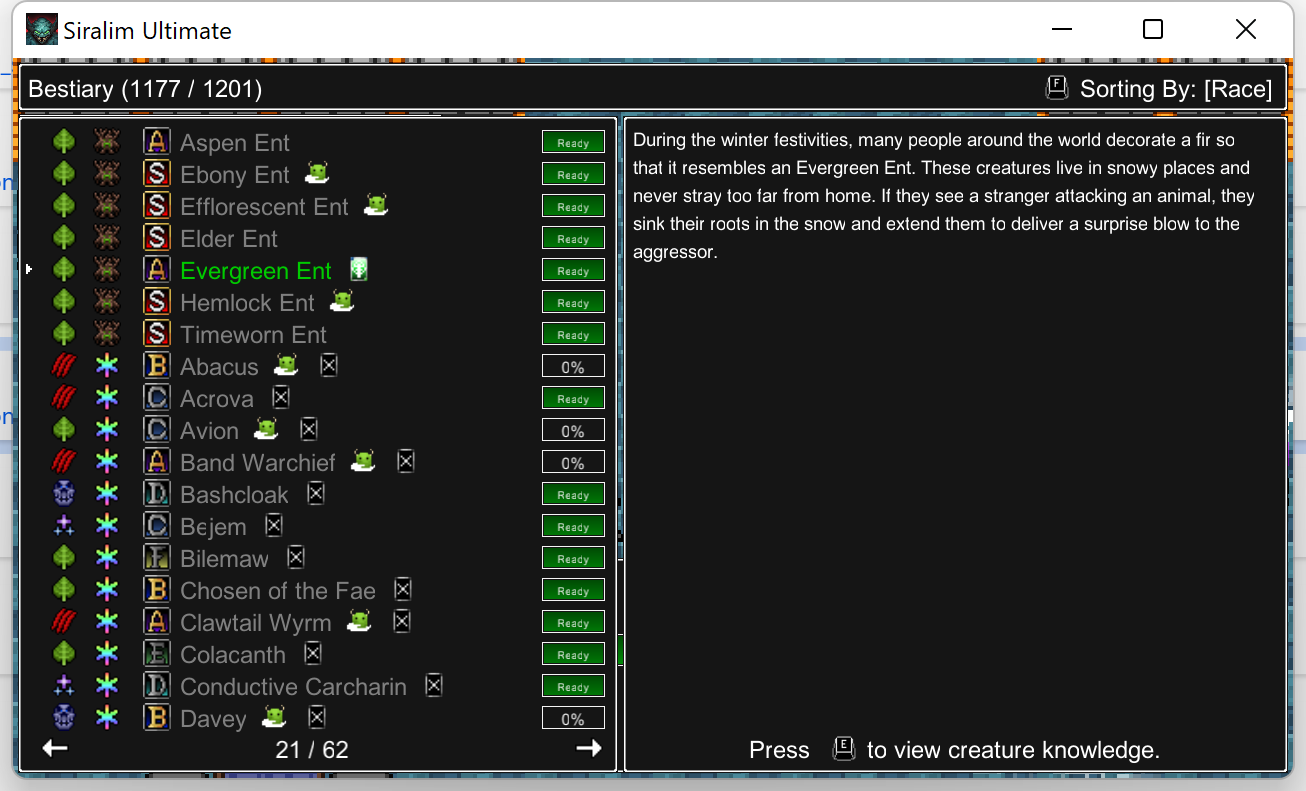 Siralim Ultimate
Bestiary (1177 / 1201)
F Sorting By: [Race]
A Aspen Ent Ready
S Ebony Ent Ready
S Efflorescent Ent Ready
S Elder Ent Ready
A Evergreen Ent Ready
S Hemlock Ent Ready
S Timeworn Ent Ready
B Abacus 0%
C Acrova Ready
C Avion 0%
A Band Warchief 0%
D Bashcloak Ready
C Bejem Ready
F Bilemaw Ready
B Chosen of the Fae Ready
A Clawtail Wyrm Ready
E Colacanth Ready
D Conductive Carcharin Ready
B Davey 0%
21 / 62
During the winter festivities, many people around the world decorate a fir so
that it resembles an Evergreen Ent. These creatures live in snowy places and
never stray too far from home. If they see a stranger attacking an animal, they
sink their roots in the snow and extend them to deliver a surprise blow to the
aggressor.
Press E to view creature knowledge.